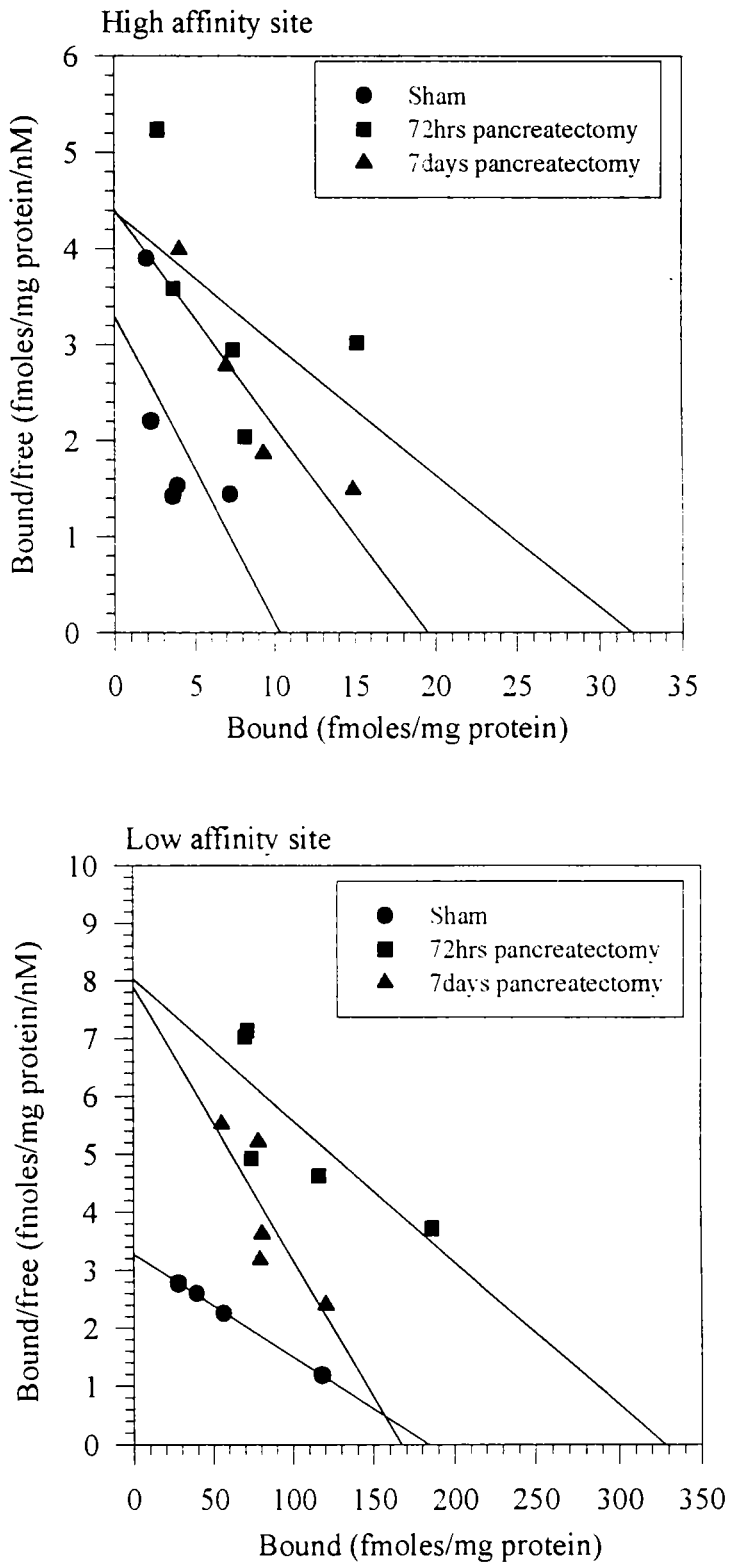 High affinity site
6
5
4
3
2
1
0
Bound/free (fmoles/mg protein/nM)
Sham
72hrs pancreatectomy
7days pancreatectomy
0 5 10 15 20 25 30 35
Bound (fmoles/mg protein)
Low affinity site
10
9
8
7
6
5
4
3
2
1
0
Bound/free (fmoles/mg protein/nM)
Sham
72hrs pancreatectomy
7days pancreatectomy
0 50 100 150 200 250 300 350
Bound (fmoles/mg protein)